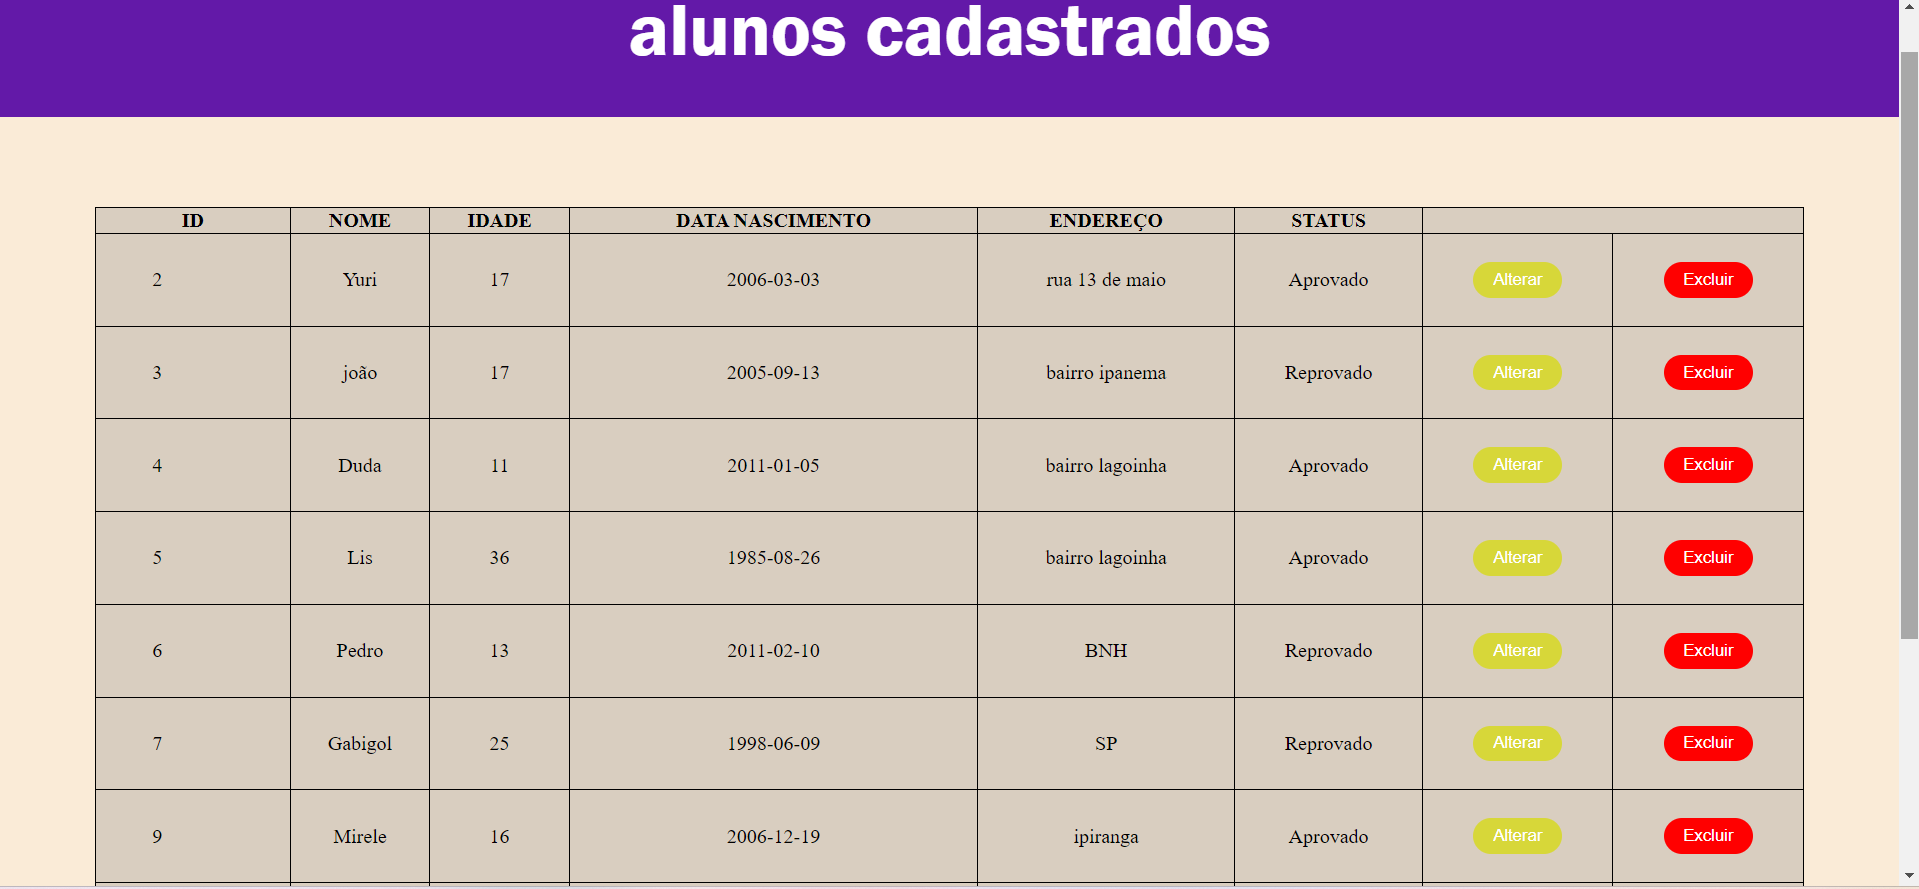 alunos cadastrados
ID NOME IDADE DATA NASCIMENTO ENDEREÇO STATUS
2 Yuri 17 2006-03-03 rua 13 de maio Aprovado Alterar Excluir
3 joão 17 2005-09-13 bairro ipanema Reprovado Alterar Excluir
4 Duda 11 2011-01-05 bairro lagoinha Aprovado Alterar Excluir
5 Lis 36 1985-08-26 bairro lagoinha Aprovado Alterar Excluir
6 Pedro 13 2011-02-10 BNH Reprovado Alterar Excluir
7 Gabigol 25 1998-06-09 SP Reprovado Alterar Excluir
9 Mirele 16 2006-12-19 ipiranga Aprovado Alterar Excluir